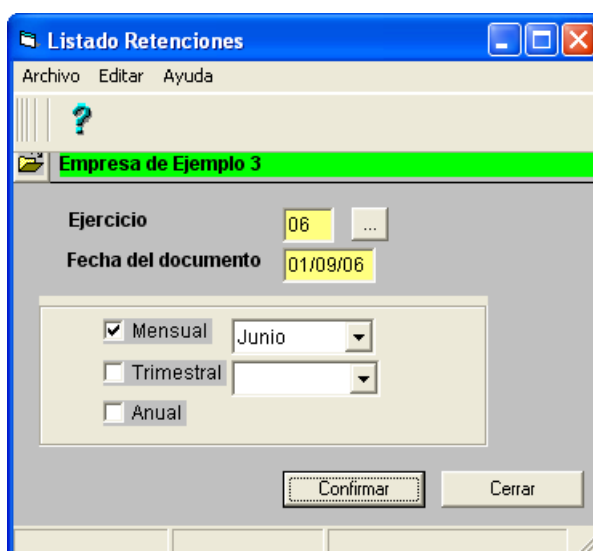 Listado Retenciones
Archivo Editar Ayuda
?
Empresa de Ejemplo 3
Ejercicio 06 ...
Fecha del documento 01/09/06
Mensual Junio
Trimestral
Anual
Confirmar Cerrar